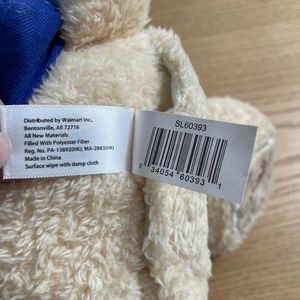 Distributed by Walmart Inc.,
Bentonville, AR 72716
All New Materials
Filled With Polyester Fiber
Reg. No. PA-13892(HK); MA-2883(HK)
Made in China
Surface wipe with damp cloth
SL60393
0 34054 60393 1